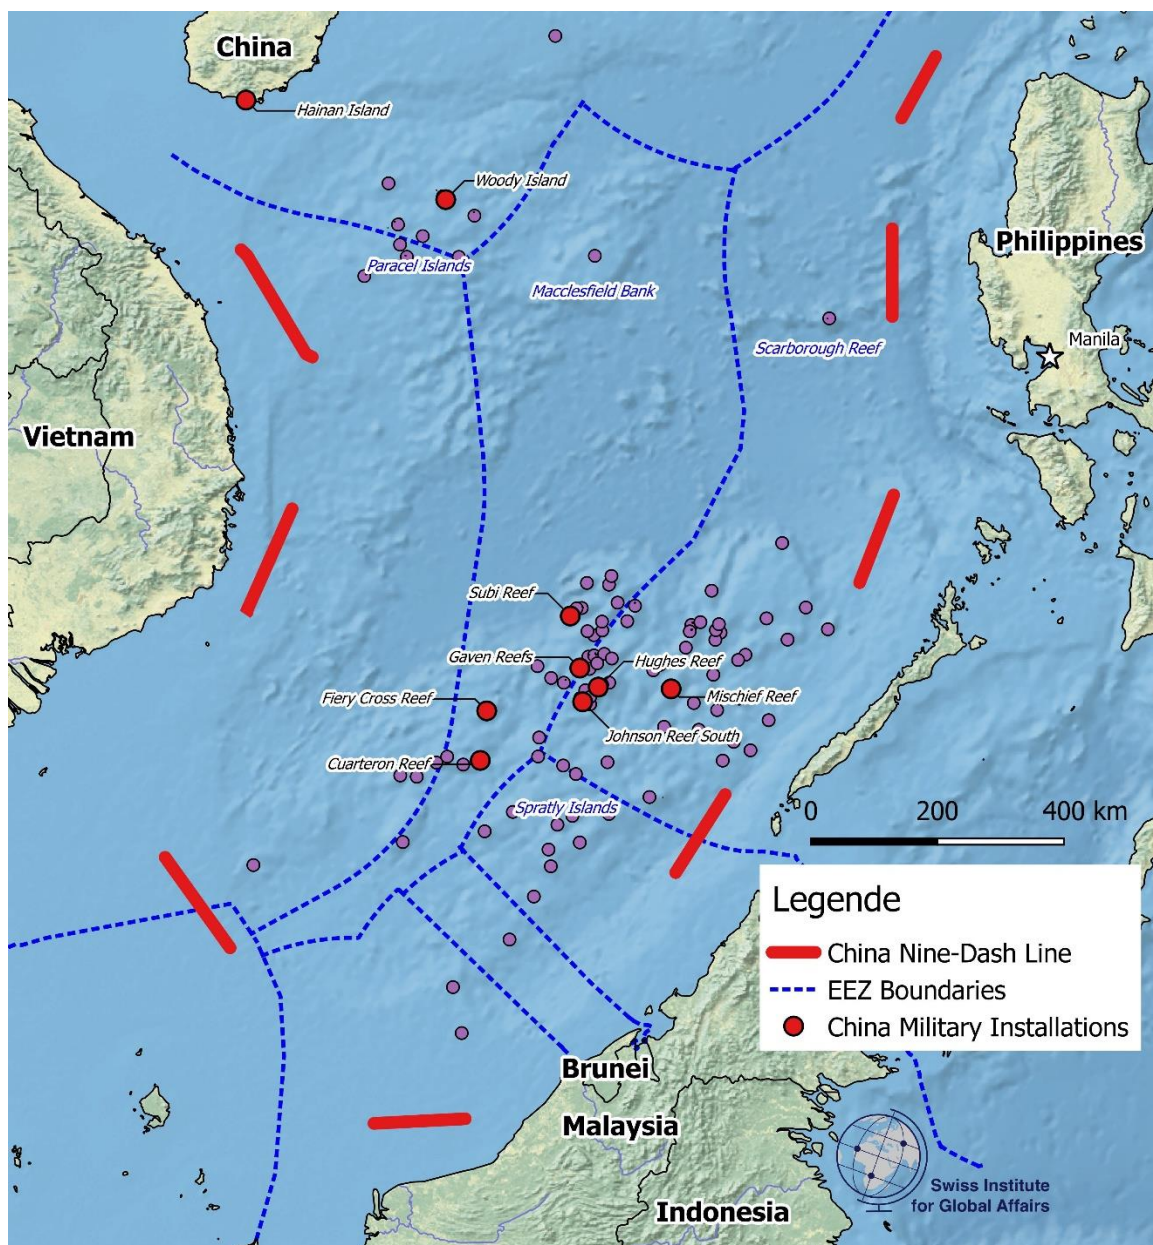 China
Hainan Island
Woody Island
Paracel Islands
Macclesfield Bank
Philippines
Scarborough Reef
Manila
Vietnam
Subi Reef
Gaven Reefs
Hughes Reef
Fiery Cross Reef
Mischief Reef
Johnson Reef South
Cuarteron Reef
Spratly Islands
0 200 400 km
Legende
China Nine-Dash Line
EEZ Boundaries
China Military Installations
Brunei
Malaysia
Indonesia
Swiss Institute
for Global Affairs